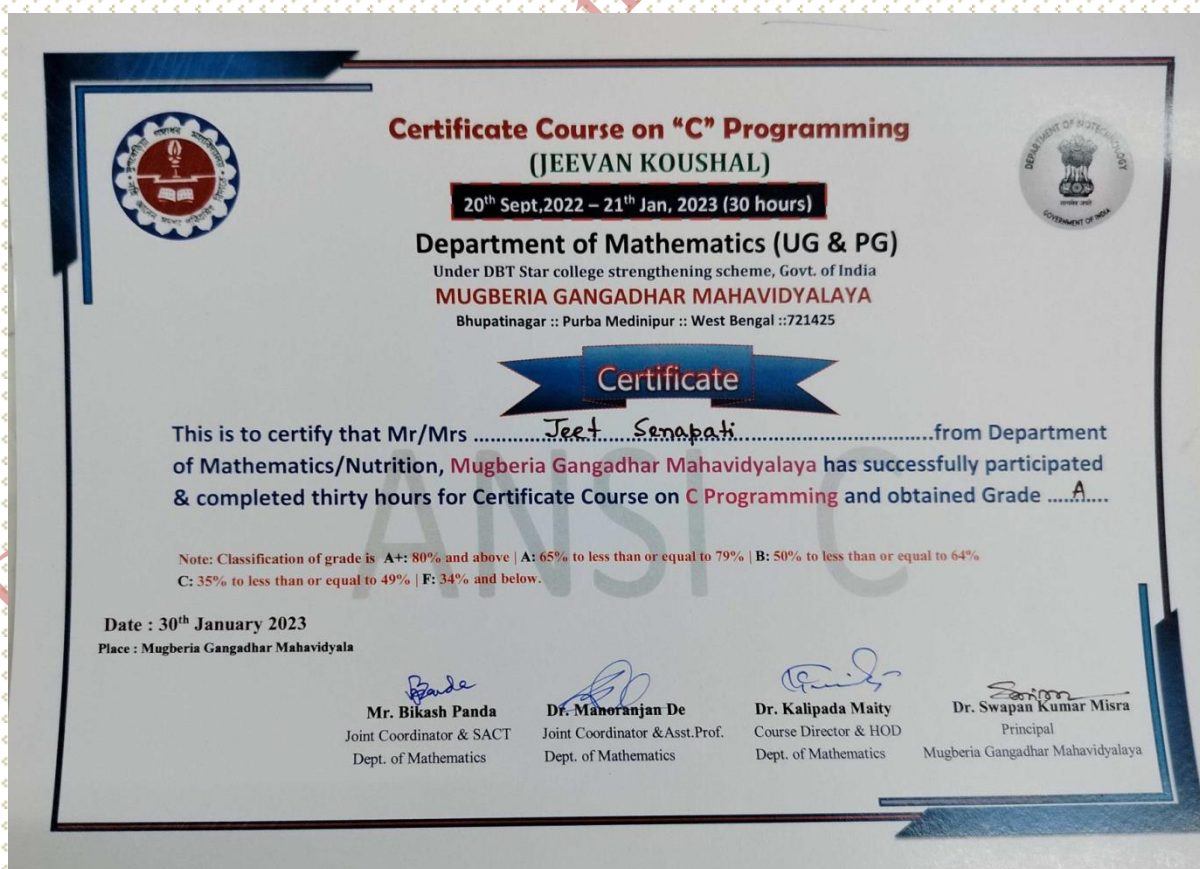 Certificate Course on “C” Programming
(JEEVAN KOUSHAL)
20th Sept,2022 – 21th Jan, 2023 (30 hours)
Department of Mathematics (UG & PG)
Under DBT Star college strengthening scheme, Govt. of India
MUGBERIA GANGADHAR MAHAVIDYALAYA
Bhupatinagar :: Purba Medinipur :: West Bengal ::721425
DEPARTMENT OF BIOTECHNOLOGY
GOVERNMENT OF INDIA
Certificate
This is to certify that Mr/Mrs ............Jeet Senapati....................................from Department
of Mathematics/Nutrition, Mugberia Gangadhar Mahavidyalaya has successfully participated
& completed thirty hours for Certificate Course on C Programming and obtained Grade .....A....
ANSI C
Note: Classification of grade is A+: 80% and above | A: 65% to less than or equal to 79% | B: 50% to less than or equal to 64%
C: 35% to less than or equal to 49% | F: 34% and below.
Date : 30th January 2023
Place : Mugberia Gangadhar Mahavidyala
Mr. Bikash Panda
Joint Coordinator & SACT
Dept. of Mathematics
Dr. Manoranjan De
Joint Coordinator &Asst.Prof.
Dept. of Mathematics
Dr. Kalipada Maity
Course Director & HOD
Dept. of Mathematics
Dr. Swapan Kumar Misra
Principal
Mugberia Gangadhar Mahavidyalaya